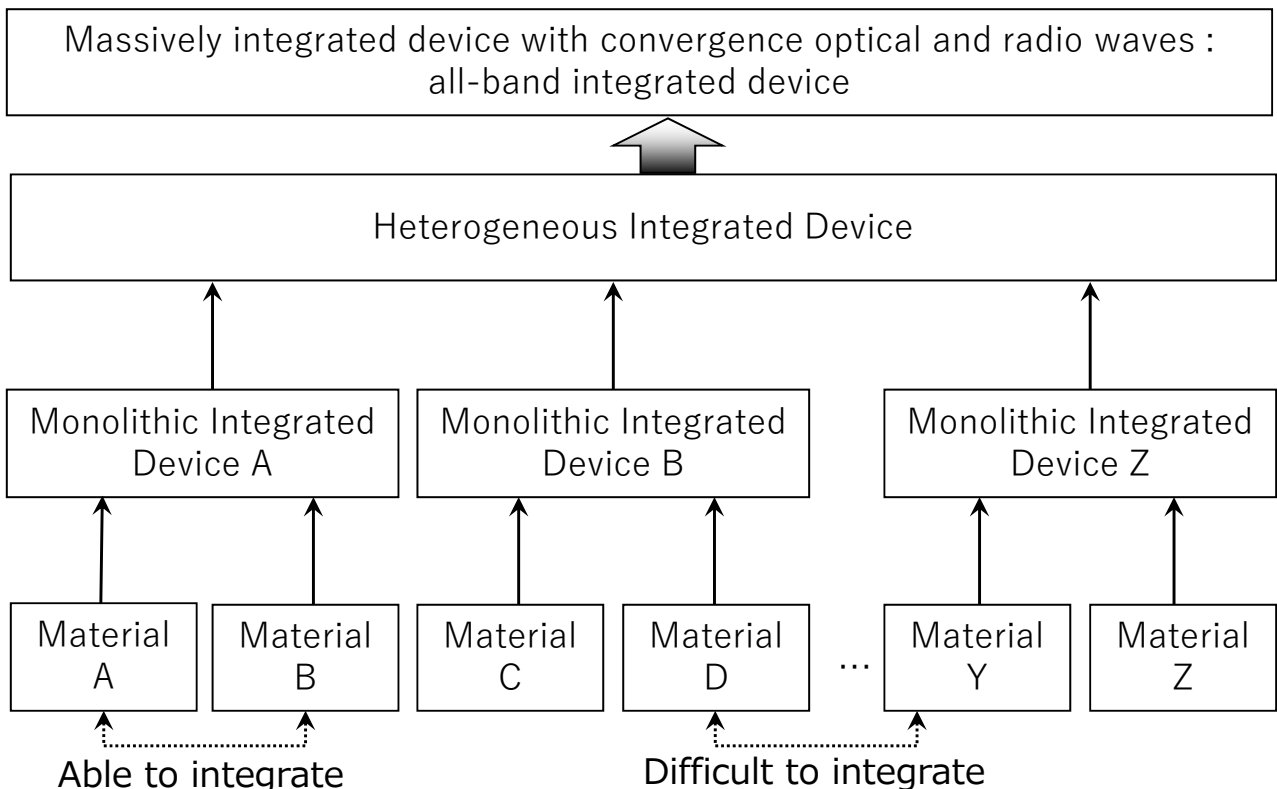 Massively integrated device with convergence optical and radio waves :
all-band integrated device
Heterogeneous Integrated Device
Monolithic Integrated
Device A
Monolithic Integrated
Device B
Monolithic Integrated
Device Z
Material
A
Material
B
Material
C
Material
D
...
Material
Y
Material
Z
Able to integrate
Difficult to integrate